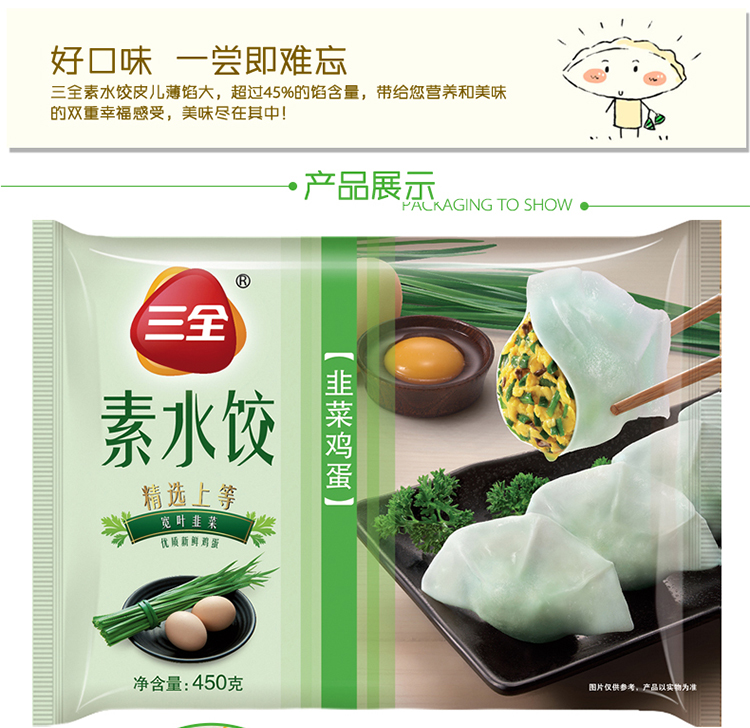 好口味 一尝即难忘
三全素水饺皮儿薄馅大，超过45%的馅含量，带给您营养和美味
的双重幸福感受，美味尽在其中！
产品展示
PACKAGING TO SHOW
三全®
素水饺
精选上等
宽叶韭菜
优质新鲜鸡蛋
净含量：450克
【韭菜鸡蛋】
图片仅供参考，产品以实物为准